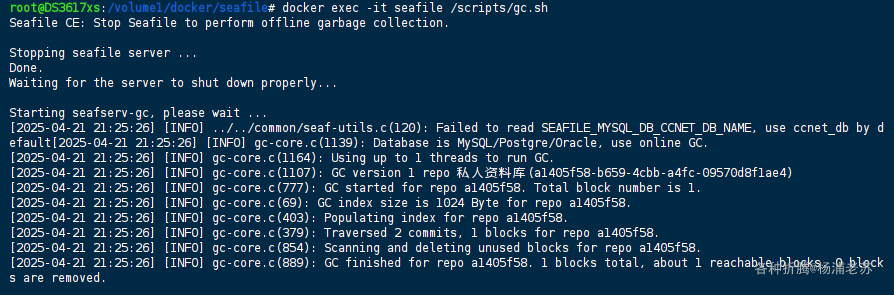 root@DS3617xs:/volume1/docker/seafile# docker exec -it seafile /scripts/gc.sh
Seafile CE: Stop Seafile to perform offline garbage collection.
Stopping seafile server ...
Done.
Waiting for the server to shut down properly...
Starting seafserv-gc, please wait ...
[2025-04-21 21:25:26] [INFO] ../../common/seaf-utils.c(120): Failed to read SEAFILE_MYSQL_DB_CCNET_DB_NAME, use ccnet_db by d
efault[2025-04-21 21:25:26] [INFO] gc-core.c(1139): Database is MySQL/Postgre/Oracle, use online GC.
[2025-04-21 21:25:26] [INFO] gc-core.c(1164): Using up to 1 threads to run GC.
[2025-04-21 21:25:26] [INFO] gc-core.c(1107): GC version 1 repo 私人资料库(a1405f58-b659-4cbb-a4fc-09570d8f1ae4)
[2025-04-21 21:25:26] [INFO] gc-core.c(777): GC started for repo a1405f58. Total block number is 1.
[2025-04-21 21:25:26] [INFO] gc-core.c(69): GC index size is 1024 Byte for repo a1405f58.
[2025-04-21 21:25:26] [INFO] gc-core.c(403): Populating index for repo a1405f58.
[2025-04-21 21:25:26] [INFO] gc-core.c(379): Traversed 2 commits, 1 blocks for repo a1405f58.
[2025-04-21 21:25:26] [INFO] gc-core.c(854): Scanning and deleting unused blocks for repo a1405f58.
[2025-04-21 21:25:26] [INFO] gc-core.c(889): GC finished for repo a1405f58. 1 blocks total, about 1 reachable blocks, 0 block
s are removed.
各种折腾@杨浦老苏